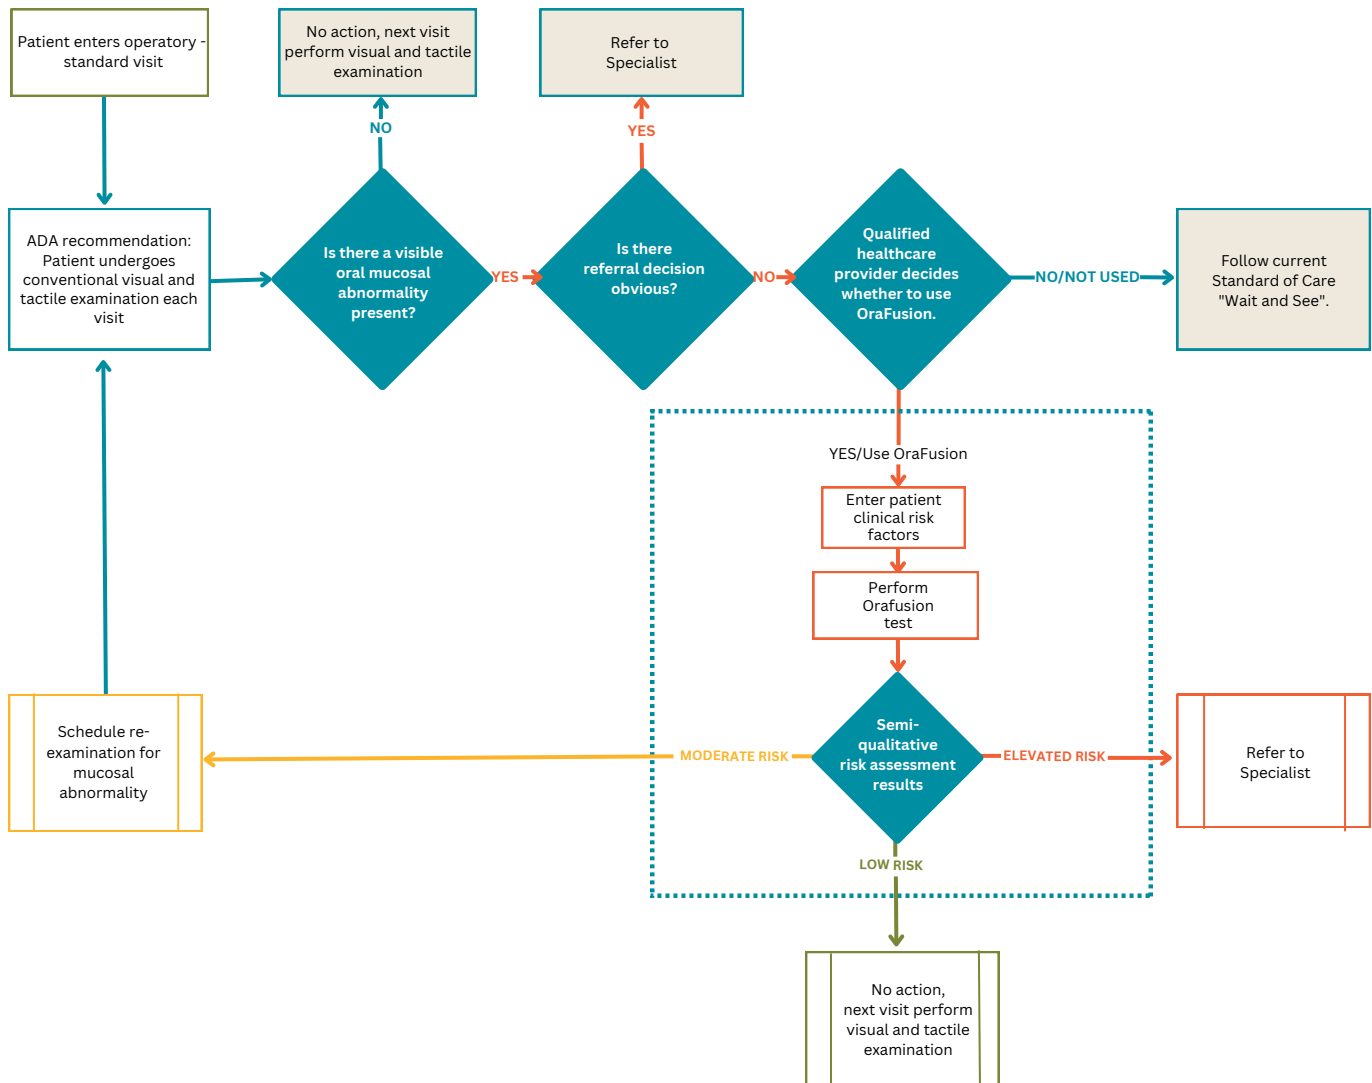 Patient enters operatory -
standard visit
No action, next visit
perform visual and tactile
examination
Refer to
Specialist
NO
YES
ADA recommendation:
Patient undergoes
conventional visual and
tactile examination each
visit
Is there a visible
oral mucosal
abnormality
present?
YES
Is there
referral decision
obvious?
NO
Qualified
healthcare
provider decides
whether to use
OraFusion.
NO/NOT USED
Follow current
Standard of Care
"Wait and See".
YES/Use OraFusion
Enter patient
clinical risk
factors
Perform
Orafusion
test
Schedule re-
examination for
mucosal
abnormality
MODERATE RISK
Semi-
qualitative
risk assessment
results
ELEVATED RISK
Refer to
Specialist
LOW RISK
No action,
next visit perform
visual and tactile
examination